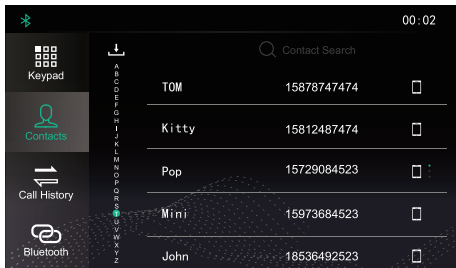 00:02
Keypad
Contacts
Call History
Bluetooth
A
B
C
D
E
F
G
H
I
J
K
L
M
N
O
P
Q
R
S
T
U
V
W
X
Y
Z
Contact Search
TOM 15878747474
Kitty 15812487474
Pop 15729084523
Mini 15973684523
John 18536492523